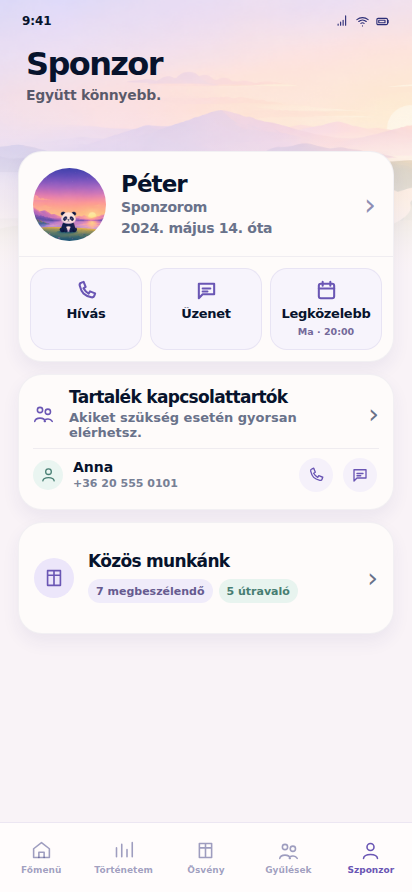 9:41
Sponzor
Együtt könnyebb.
Péter
Sponzorom
2024. május 14. óta
Hívás
Üzenet
Legközelebb
Ma · 20:00
Tartalék kapcsolattartók
Akiket szükség esetén gyorsan
elérhetsz.
Anna
+36 20 555 0101
Közös munkánk
7 megbeszélendő
5 útravaló
Főmenü
Történetem
Ösvény
Gyűlések
Szponzor